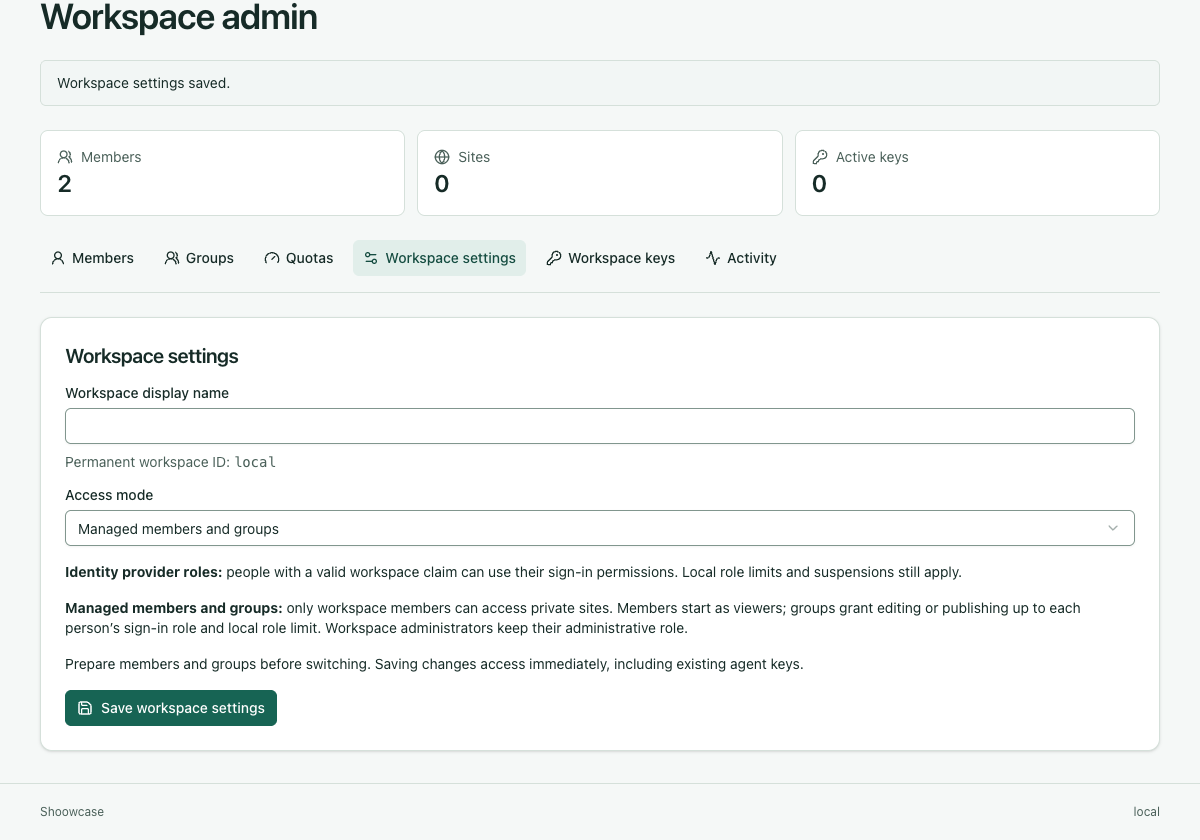 Workspace admin
Workspace settings saved.
Members
2
Sites
0
Active keys
0
Members
Groups
Quotas
Workspace settings
Workspace keys
Activity
Workspace settings
Workspace display name
Permanent workspace ID: local
Access mode
Managed members and groups
Identity provider roles: people with a valid workspace claim can use their sign-in permissions. Local role limits and suspensions still apply.
Managed members and groups: only workspace members can access private sites. Members start as viewers; groups grant editing or publishing up to each
person’s sign-in role and local role limit. Workspace administrators keep their administrative role.
Prepare members and groups before switching. Saving changes access immediately, including existing agent keys.
Save workspace settings
Shoowcase
local